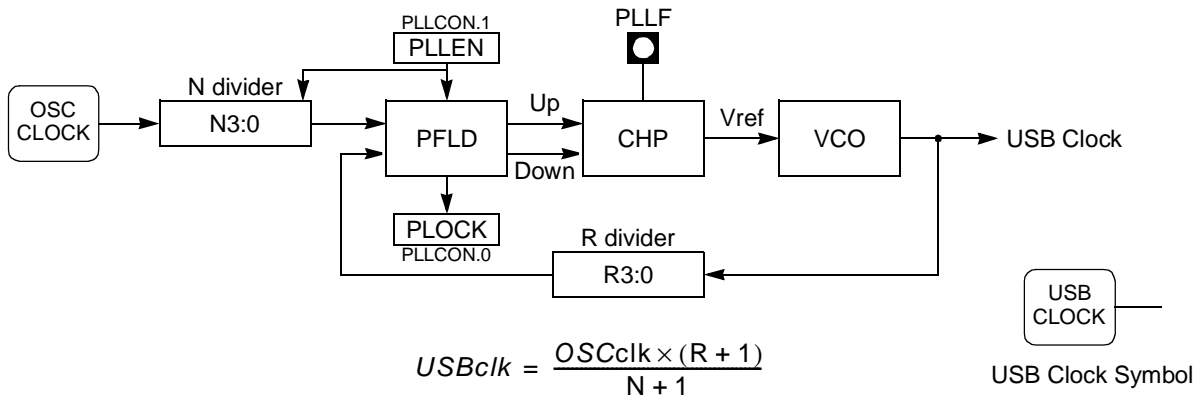 PLLF
PLLCON.1
PLLEN
N divider
OSC
CLOCK
N3:0
PFLD
Up
Down
CHP
Vref
VCO
USB Clock
PLOCK
PLLCON.0
R divider
R3:0
USB
CLOCK
USBclk = OSCclk × (R + 1)
N + 1
USB Clock Symbol